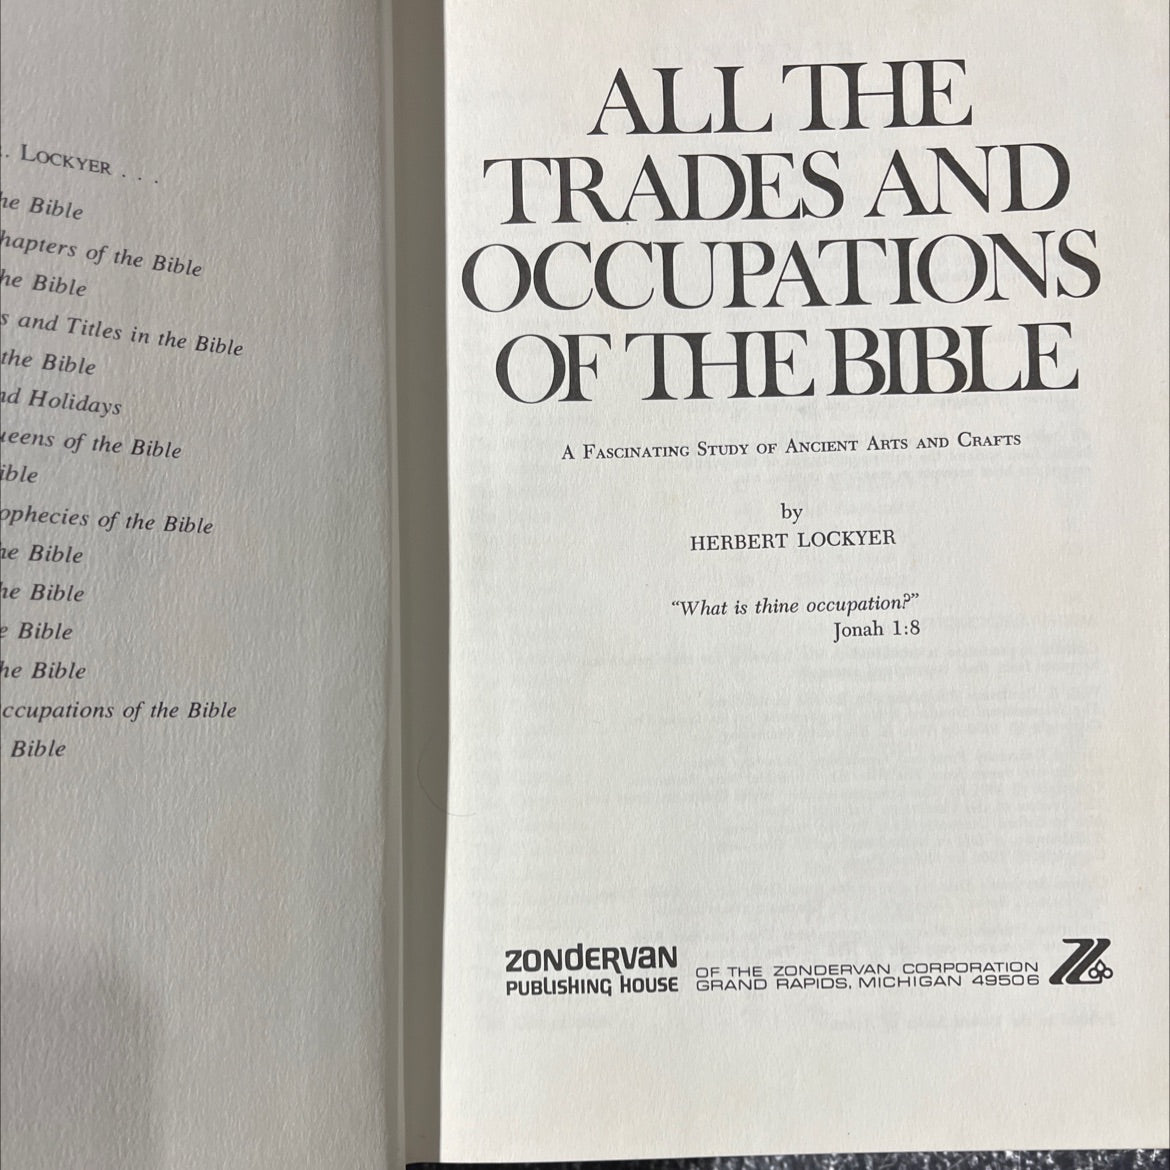 . LOCKYER . . .
he Bible
hapters of the Bible
he Bible
s and Titles in the Bible
the Bible
nd Holidays
ueens of the Bible
ible
ophecies of the Bible
he Bible
he Bible
e Bible
he Bible
ccupations of the Bible
Bible
ALL THE
TRADES AND
OCCUPATIONS
OF THE BIBLE
A FASCINATING STUDY OF ANCIENT ARTS AND CRAFTS
by
HERBERT LOCKYER
“What is thine occupation?”
Jonah 1:8
ZONDERVAN
PUBLISHING HOUSE
OF THE ZONDERVAN CORPORATION
GRAND RAPIDS, MICHIGAN 49506